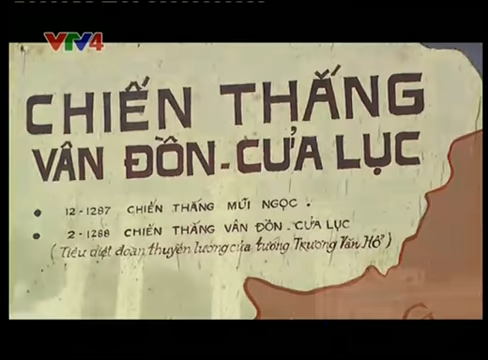 VTV4
CHIẾN THẮNG
VÂN ĐỒN - CỬA LỤC
• 12-1287 CHIẾN THẮNG MŨI NGỌC.
• 2-1288 CHIẾN THẮNG VÂN ĐỒN - CỬA LỤC
(Tiêu diệt đoàn thuyền lương của tướng Trương Văn Hổ)